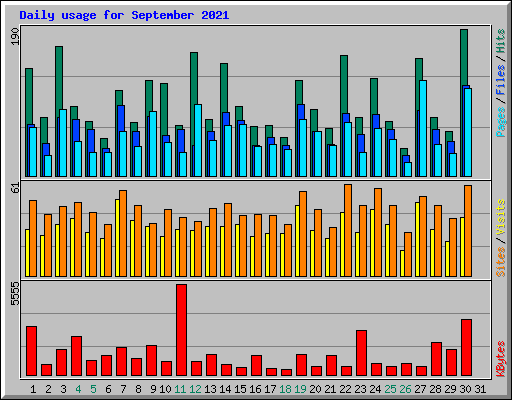 Daily usage for September 2021
190
Pages / Files / Hits
61
Sites / Visits
5555
KBytes
1 2 3 4 5 6 7 8 9 10 11 12 13 14 15 16 17 18 19 20 21 22 23 24 25 26 27 28 29 30 31